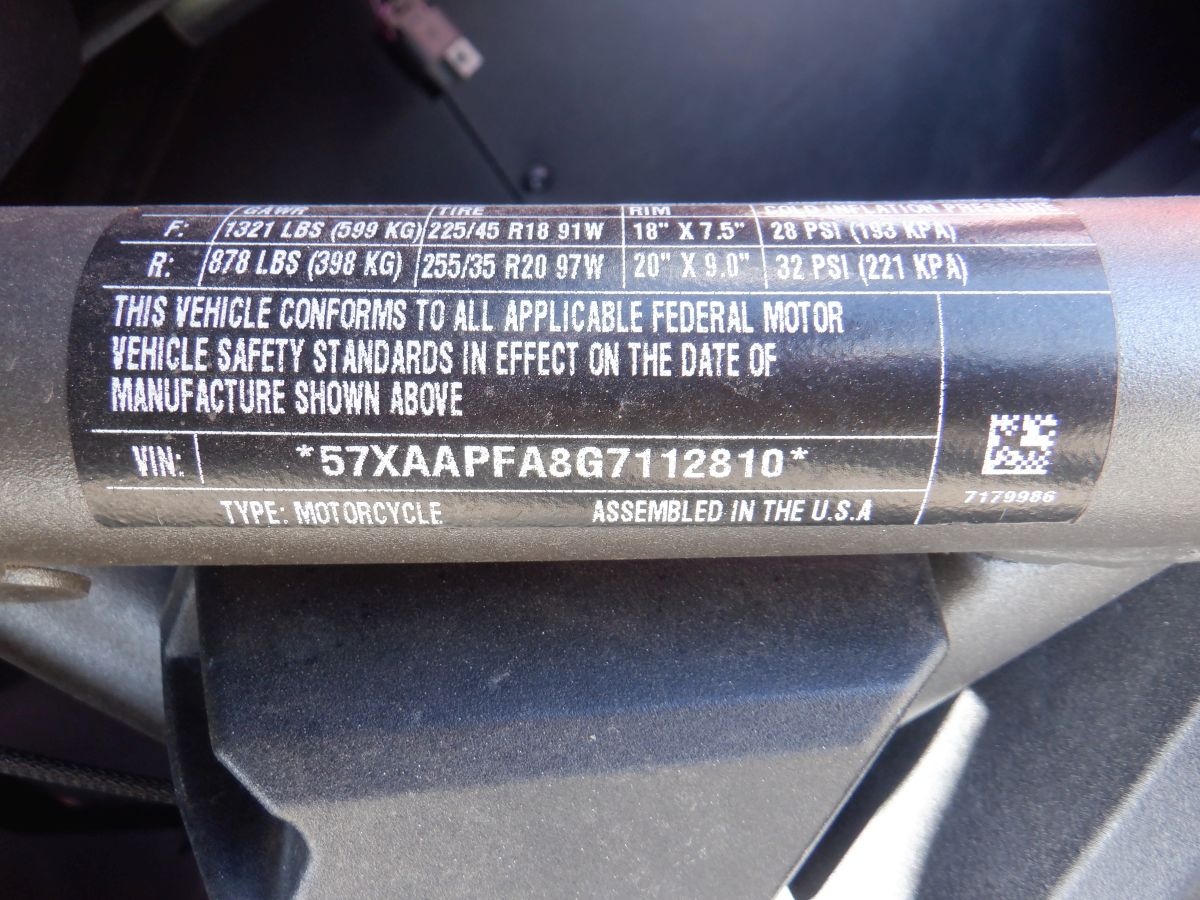 GAWR TIRE RIM COLD INFLATION PRESSURE
F: 1321 LBS (599 KG) 225/45 R18 91W 18" X 7.5" 28 PSI (193 KPA)
R: 878 LBS (398 KG) 255/35 R20 97W 20" X 9.0" 32 PSI (221 KPA)
THIS VEHICLE CONFORMS TO ALL APPLICABLE FEDERAL MOTOR
VEHICLE SAFETY STANDARDS IN EFFECT ON THE DATE OF
MANUFACTURE SHOWN ABOVE
VIN: *57XAAPFA8G7112810*
7179986
TYPE: MOTORCYCLE ASSEMBLED IN THE U.S.A